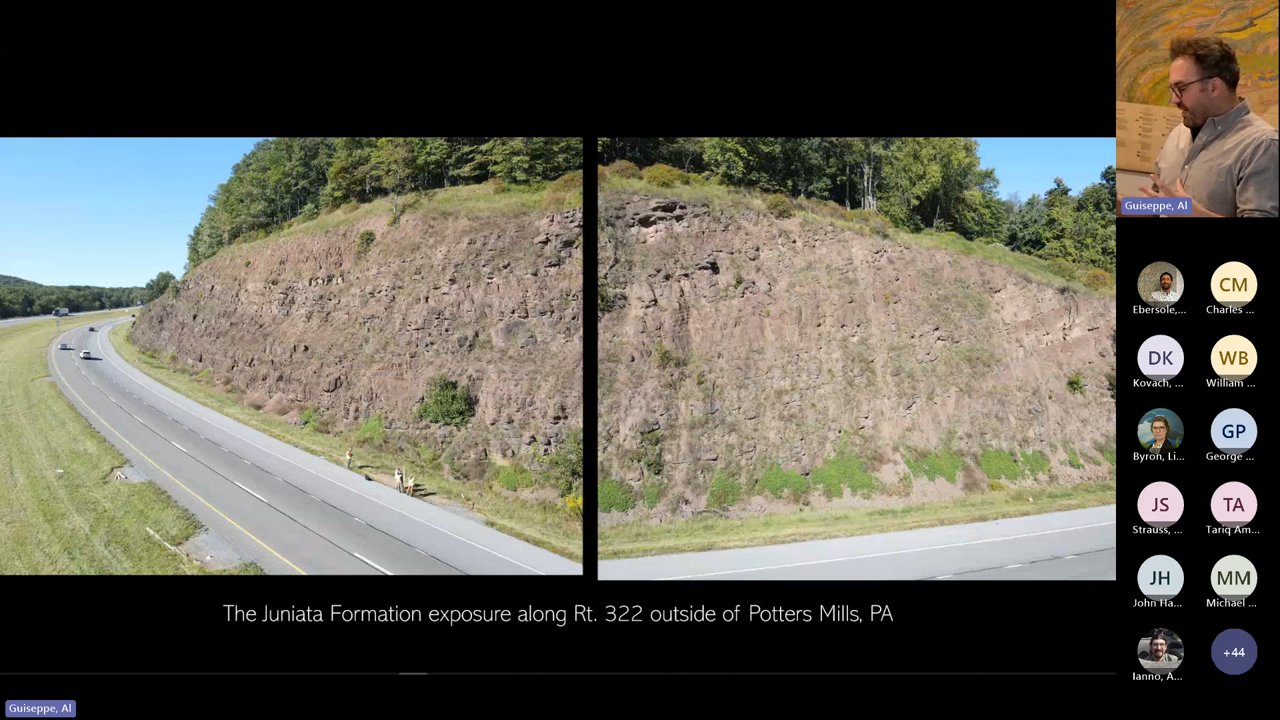 The Juniata Formation exposure along Rt. 322 outside of Potters Mills, PA
Guiseppe, Al
Guiseppe, Al
Ebersole,...
CM
Charles ...
DK
Kovach, ...
WB
William ...
Byron, Li...
GP
George ...
JS
Strauss, ...
TA
Tariq Am...
JH
John Ha...
MM
Michael ...
Ianno, A...
+44